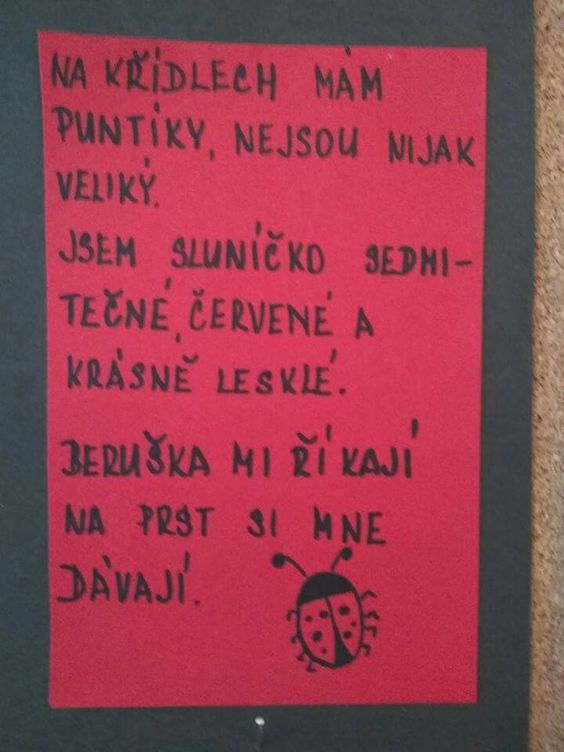 NA KŘÍDLECH MÁM
PUNTÍKY, NEJSOU NIJAK
VELIKÝ.
JSEM SLUNÍČKO SEDMI-
TEČNÉ, ČERVENÉ A
KRÁSNĚ LESKLÉ.
BERUŠKA MI ŘÍKAJÍ
NA PRST SI MNE
DÁVAJÍ.